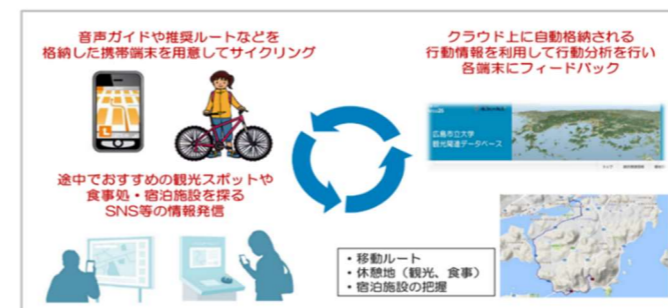 音声ガイドや推奨ルートなどを
格納した携帯端末を用意してサイクリング
途中でおすすめの観光スポットや
食事処・宿泊施設を探る
SNS等の情報発信
クラウド上に自動格納される
行動情報を利用して行動分析を行い
各端末にフィードバック
広島市立大学
観光周遊データベース
・移動ルート
・休憩地（観光、食事）
・宿泊施設の把握